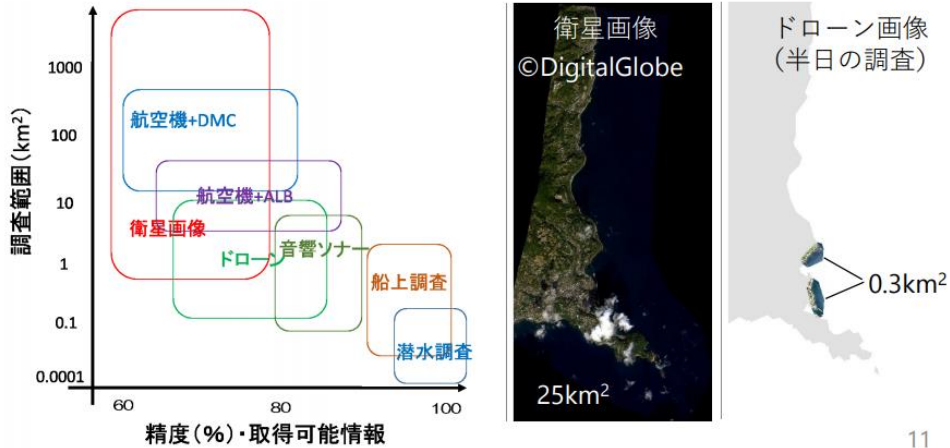 調査範囲(km²)
1000
100
10
1
0.1
0.0001
航空機+DMC
航空機+ALB
衛星画像
ドローン
音響ソナー
船上調査
潜水調査
60
80
100
精度(%)・取得可能情報
衛星画像
©DigitalGlobe
25km²
ドローン画像
(半日の調査)
0.3km²
11